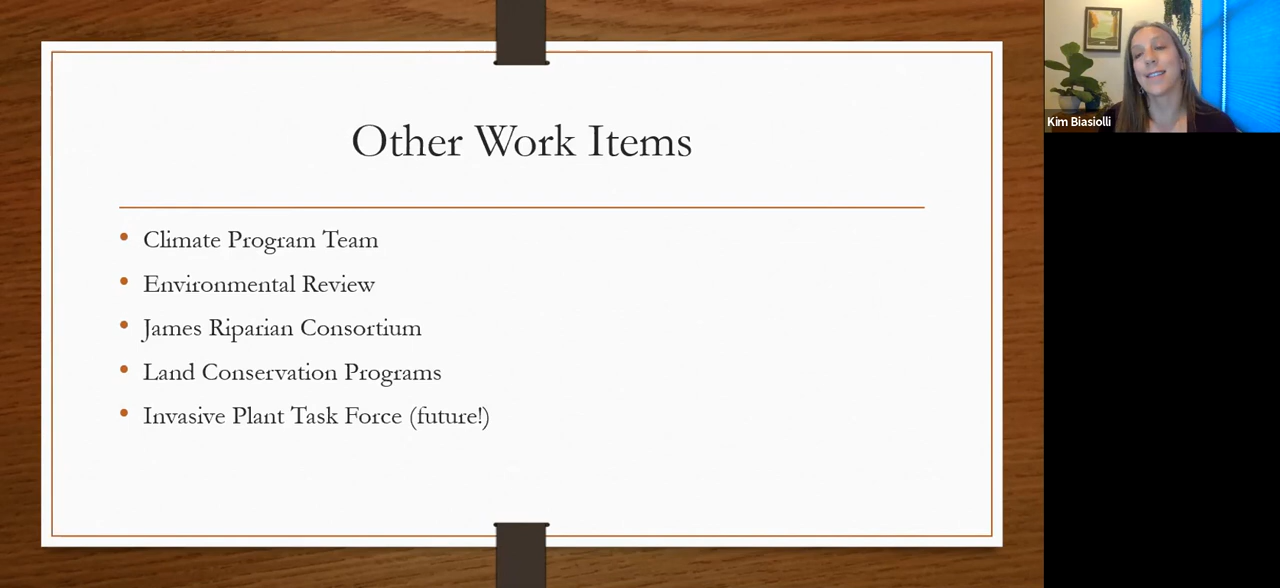 Other Work Items
Climate Program Team
Environmental Review
James Riparian Consortium
Land Conservation Programs
Invasive Plant Task Force (future!)
Kim Biasiolli